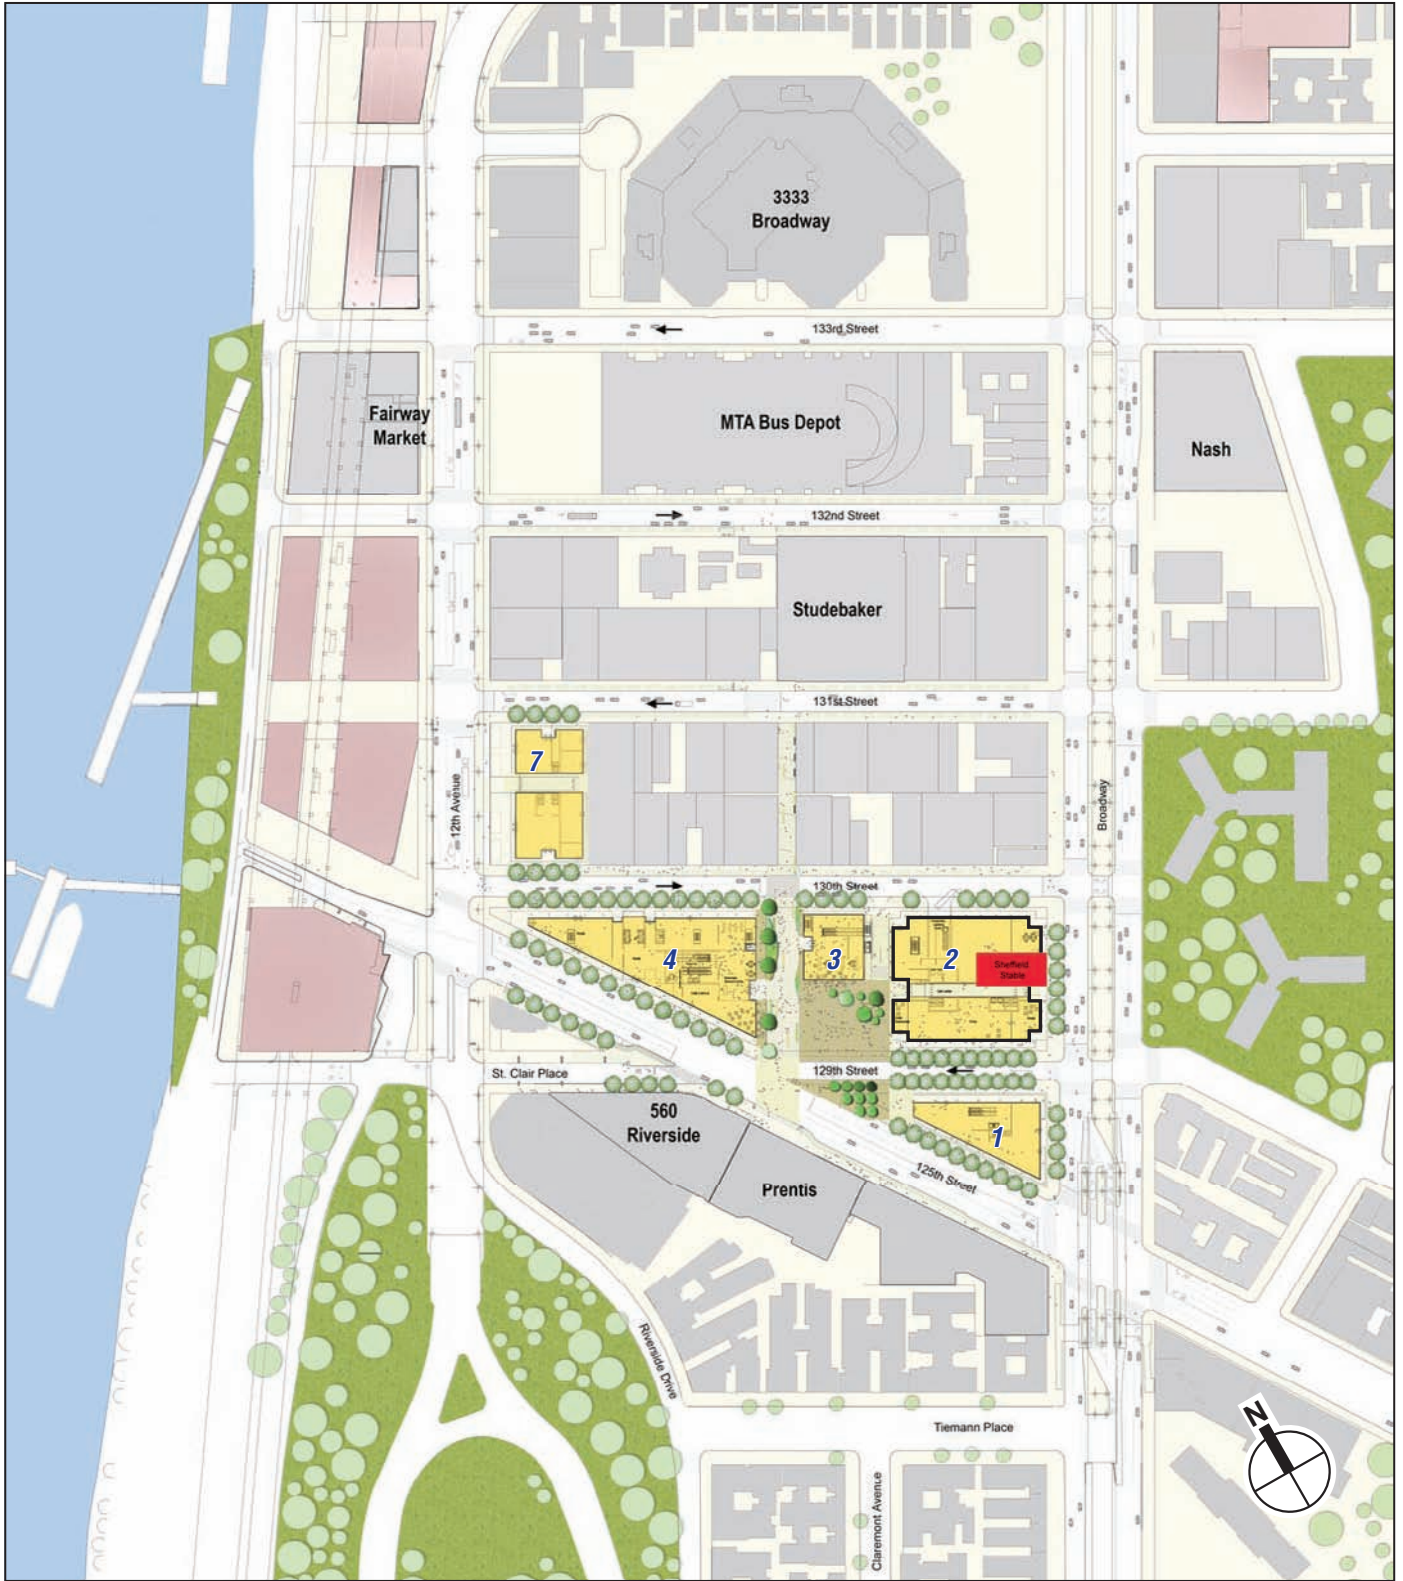 3333
Broadway
133rd Street
Fairway
Market
MTA Bus Depot
Nash
132nd Street
Studebaker
131st Street
7
12th Avenue
Broadway
130th Street
4
3
2
Sheffield
Stable
St. Clair Place
129th Street
560
Riverside
1
125th Street
Prentis
Riverside Drive
Tiemann Place
N
Claremont Avenue